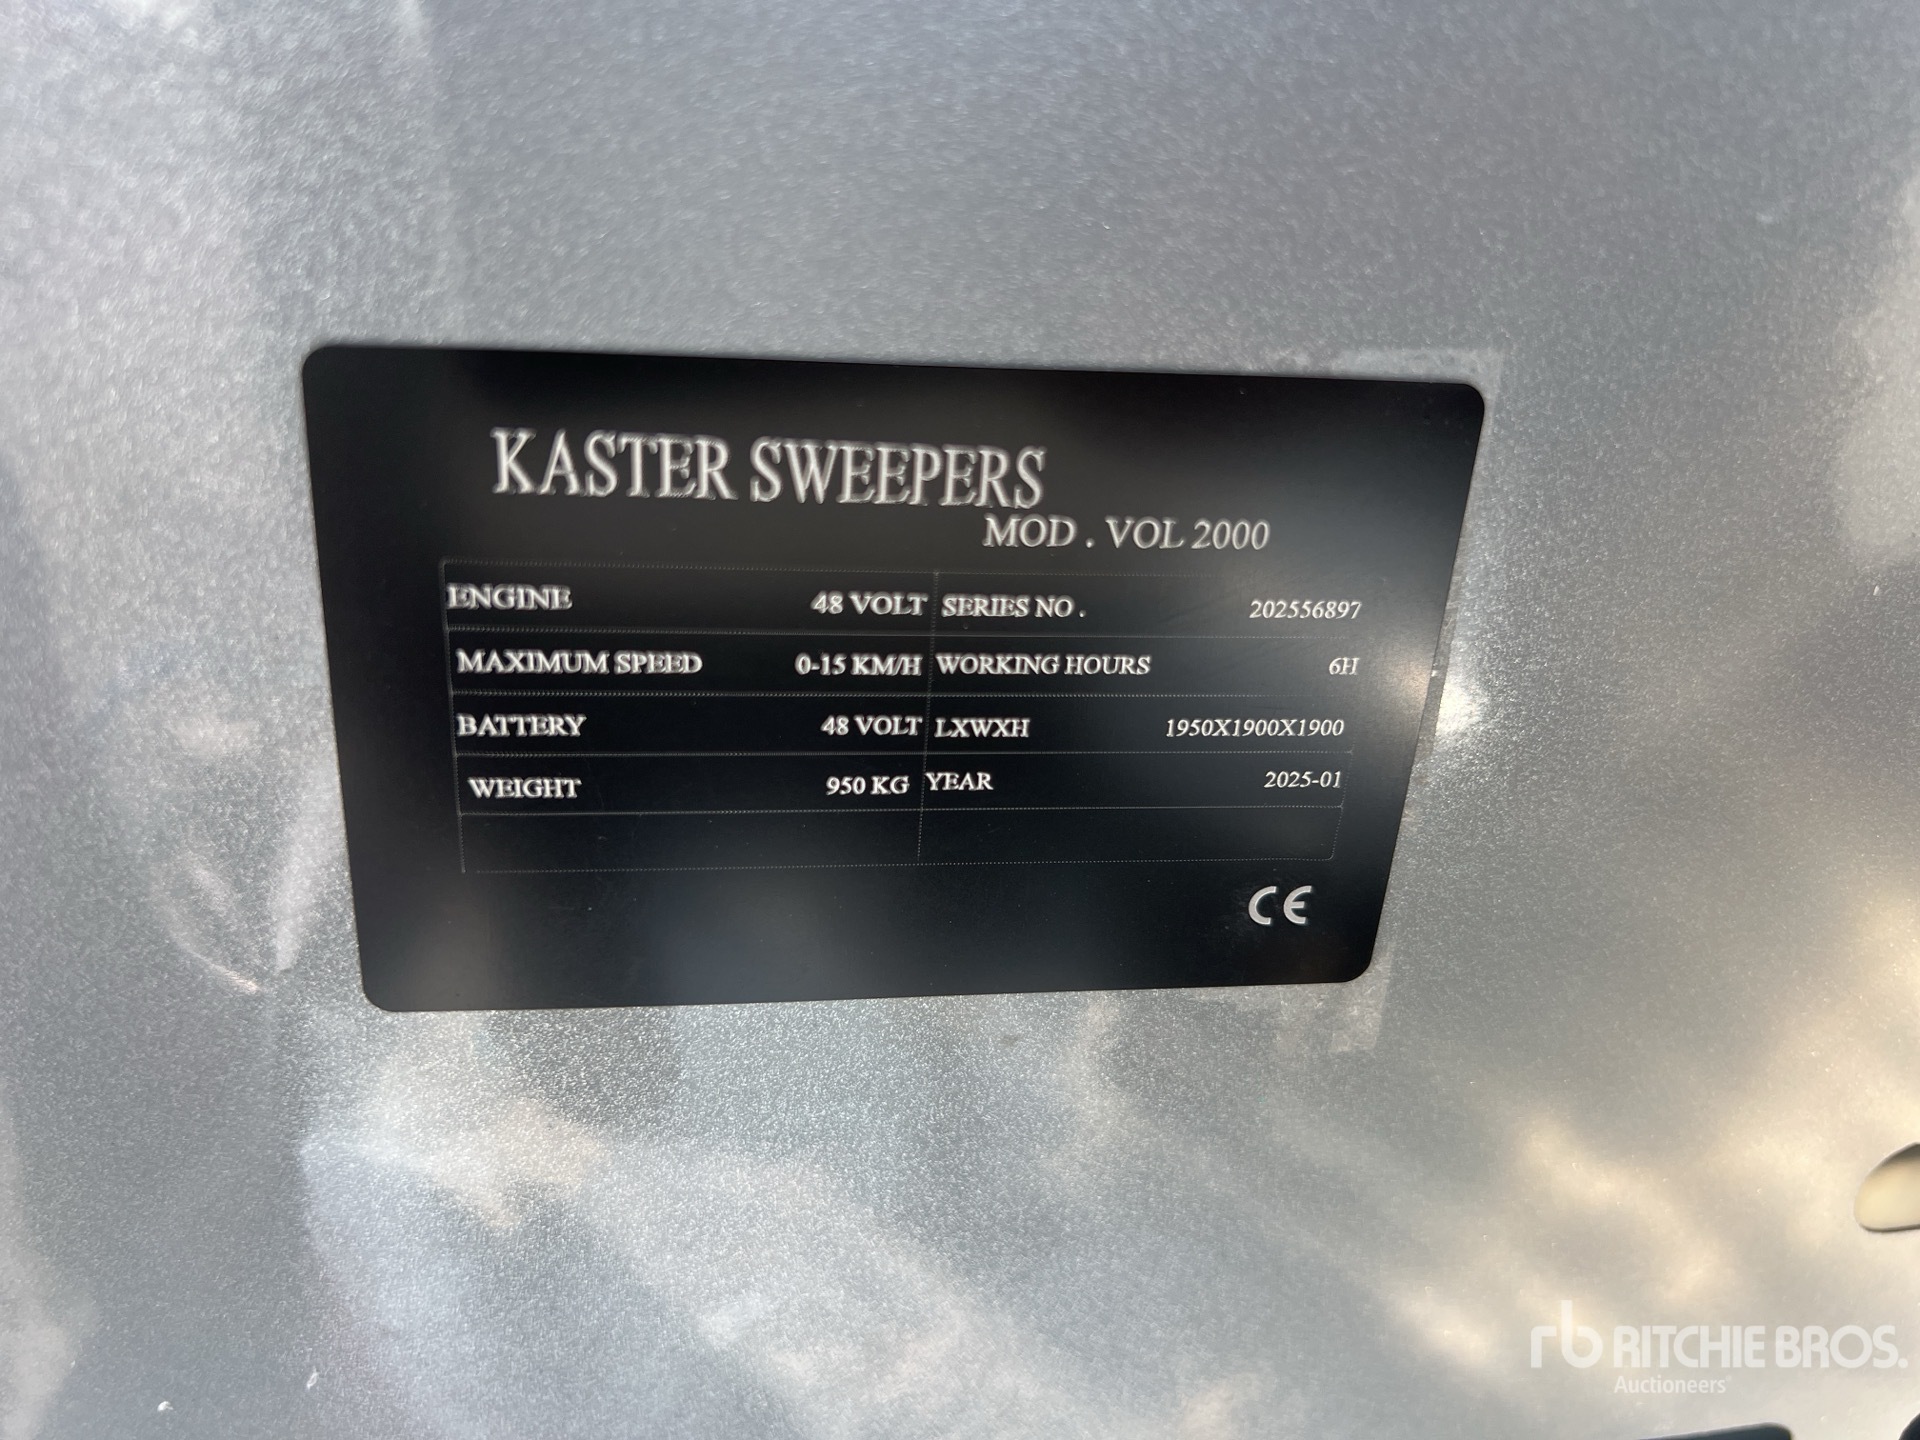 KASTER SWEEPERS
MOD . VOL 2000
ENGINE 48 VOLT SERIES NO . 202556897
MAXIMUM SPEED 0-15 KM/H WORKING HOURS 6H
BATTERY 48 VOLT LXWXH 1950X1900X1900
WEIGHT 950 KG YEAR 2025-01
CE
rb RITCHIE BROS.
Auctioneers